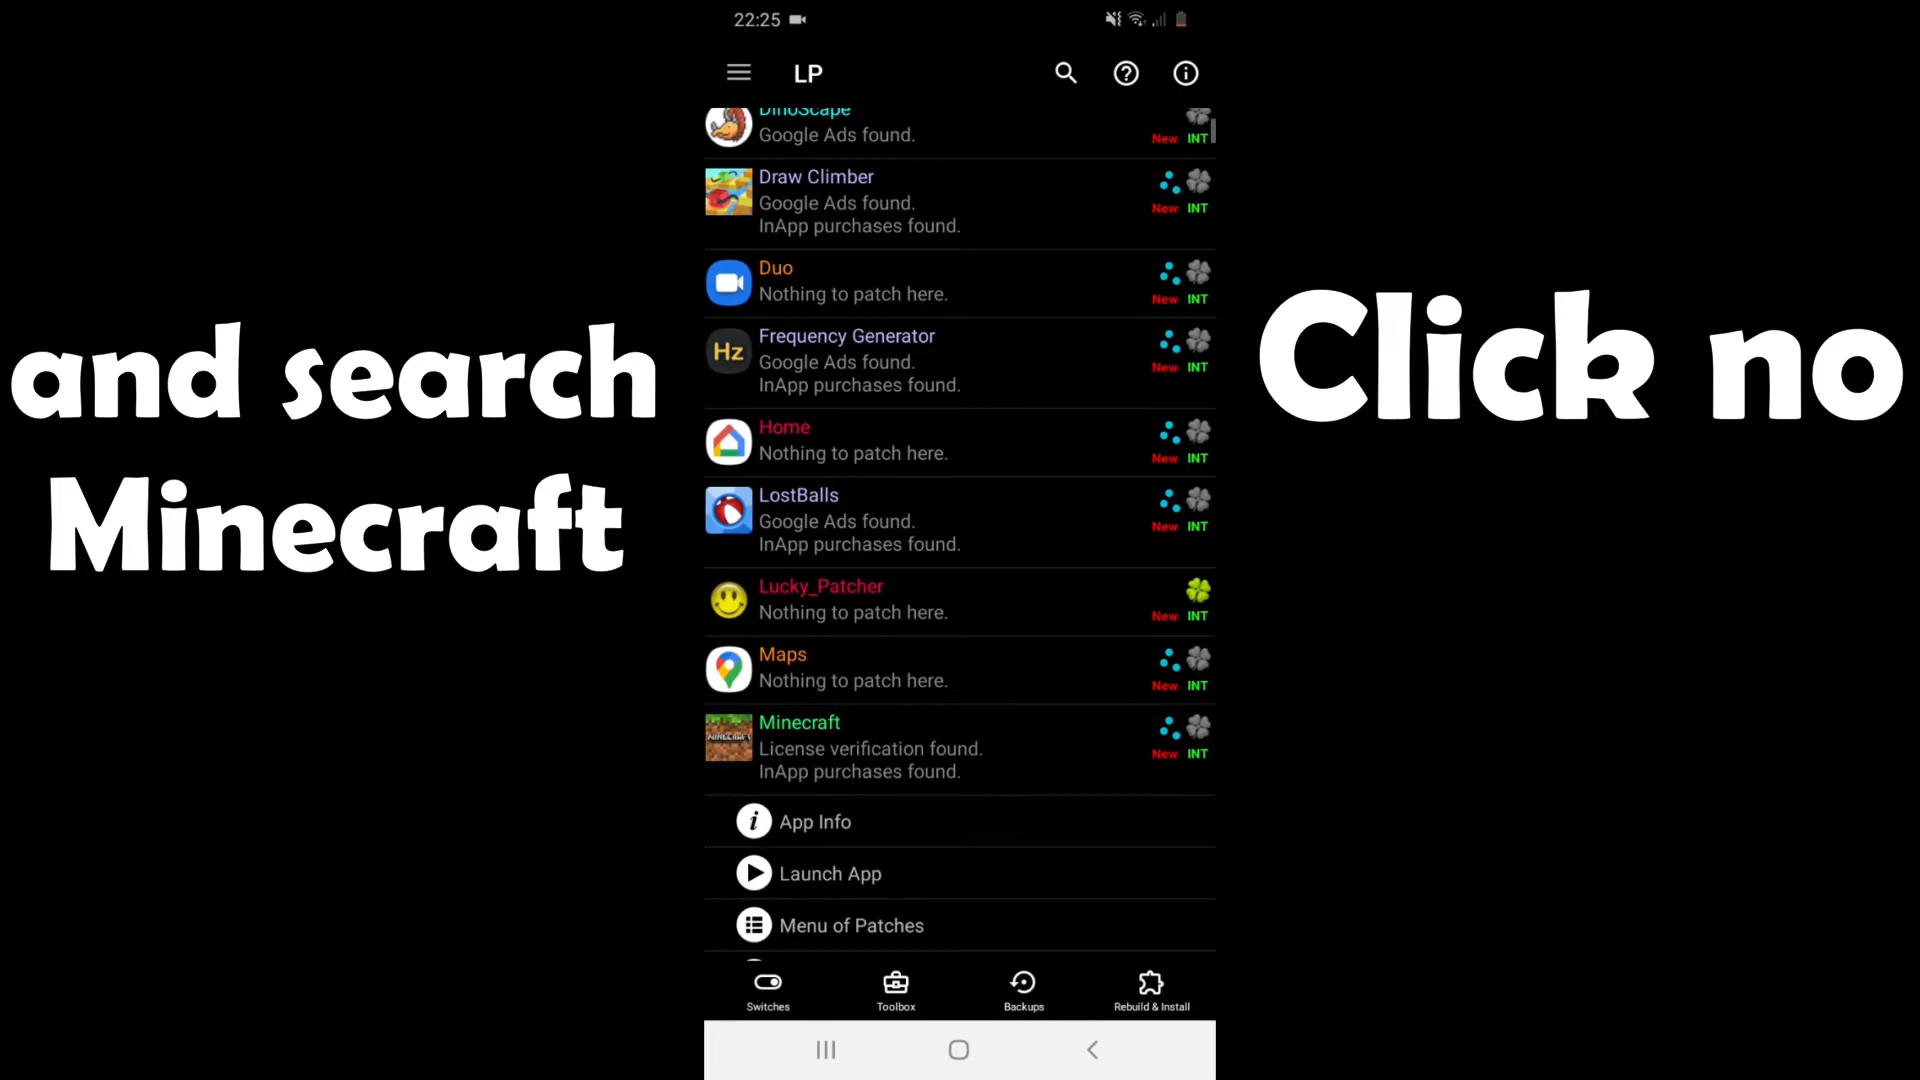 22:25
LP
DinoScape
Google Ads found.
New INT
Draw Climber
Google Ads found.
InApp purchases found.
New INT
Duo
Nothing to patch here.
New INT
Hz
Frequency Generator
Google Ads found.
InApp purchases found.
New INT
Home
Nothing to patch here.
New INT
LostBalls
Google Ads found.
InApp purchases found.
New INT
Lucky_Patcher
Nothing to patch here.
New INT
Maps
Nothing to patch here.
New INT
MINECRAFT
Minecraft
License verification found.
InApp purchases found.
New INT
App Info
Launch App
Menu of Patches
Switches
Toolbox
Backups
Rebuild & Install
and search
Minecraft
Click no